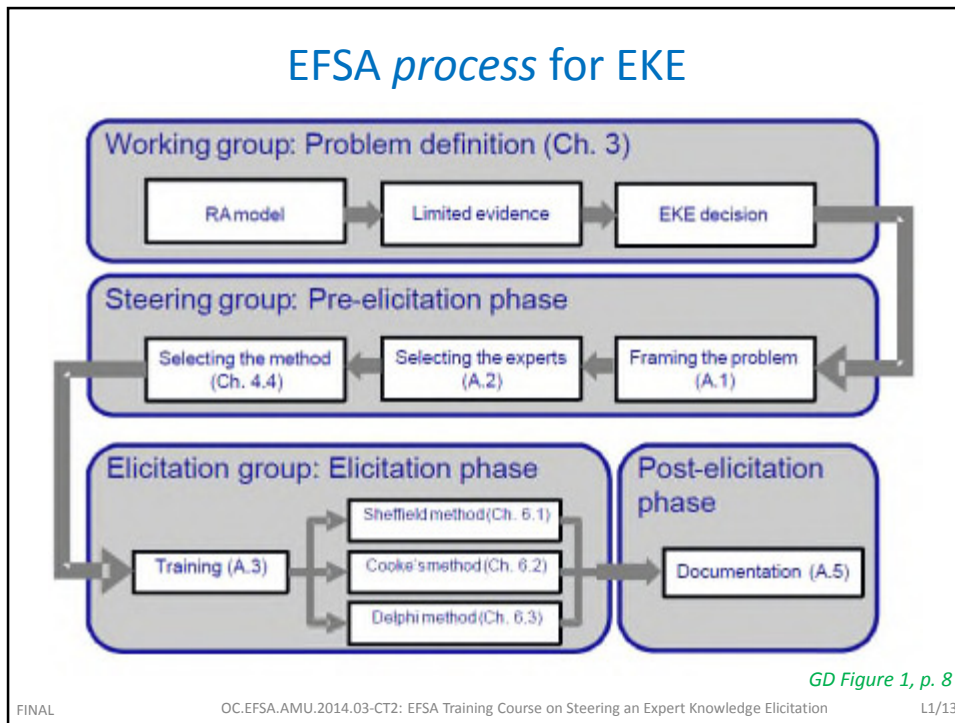 EFSA process for EKE
Working group: Problem definition (Ch. 3)
RA model
Limited evidence
EKE decision
Steering group: Pre-elicitation phase
Selecting the method
(Ch. 4.4)
Selecting the experts
(A.2)
Framing the problem
(A.1)
Elicitation group: Elicitation phase
Training (A.3)
Sheffield method (Ch. 6.1)
Cooke's method (Ch. 6.2)
Delphi method (Ch. 6.3)
Post-elicitation
phase
Documentation (A.5)
GD Figure 1, p. 8
FINAL
OC.EFSA.AMU.2014.03-CT2: EFSA Training Course on Steering an Expert Knowledge Elicitation
L1/13